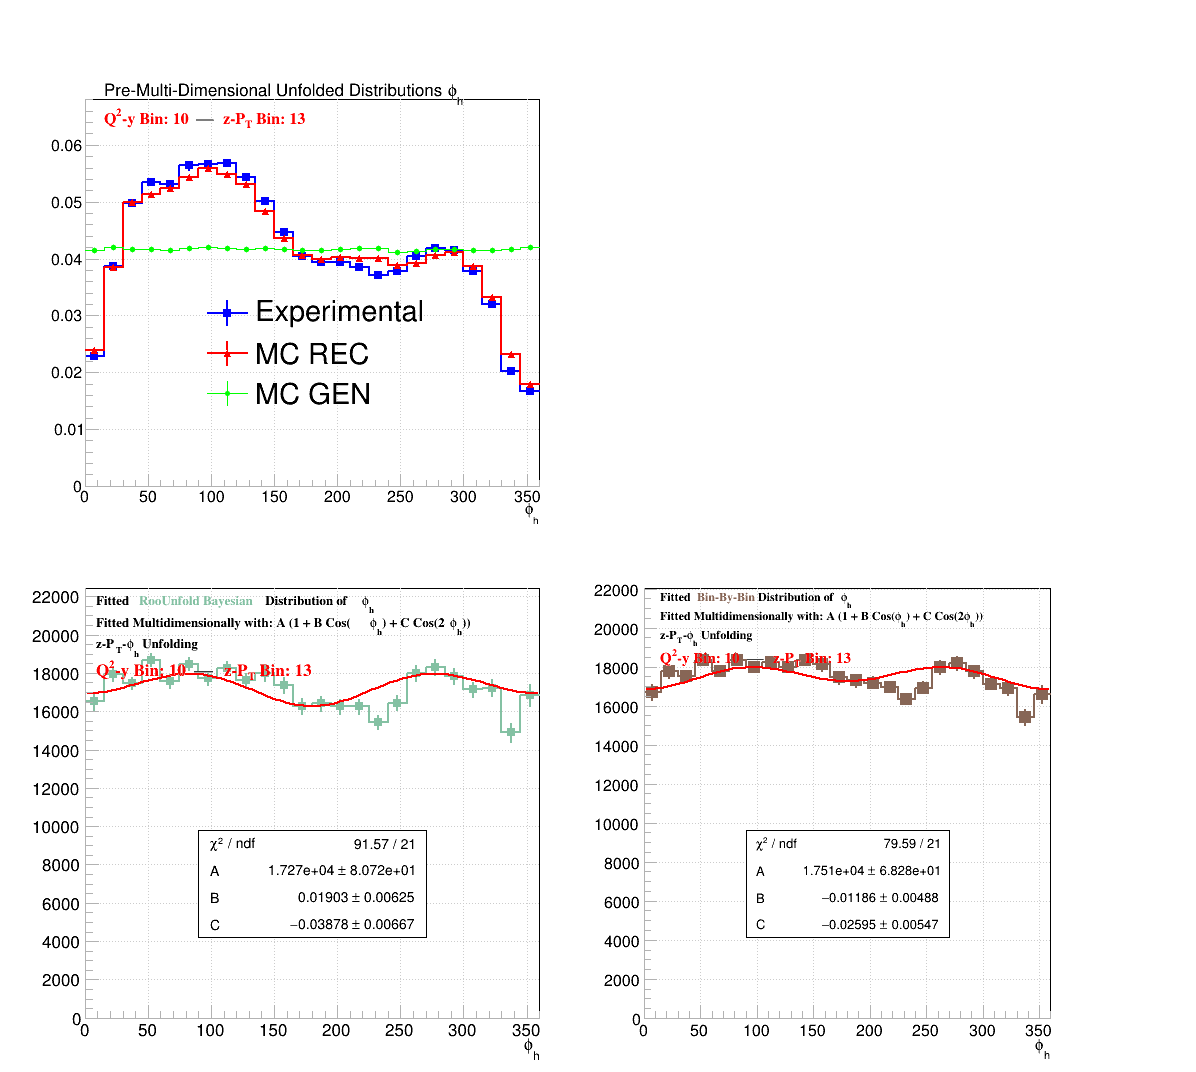 Pre-Multi-Dimensional Unfolded Distributions ϕh
Q²-y Bin: 10 — z-PT Bin: 13
0.06
0.05
0.04
0.03
0.02
0.01
0
Experimental
MC REC
MC GEN
0 50 100 150 200 250 300 350
ϕh
Fitted RooUnfold Bayesian Distribution of ϕh
Fitted Multidimensionally with: A (1 + B Cos( ϕh) + C Cos(2 ϕh))
z-PT-ϕh Unfolding
Q²-y Bin: 10 — z-PT Bin: 13
22000
20000
18000
16000
14000
12000
10000
8000
6000
4000
2000
0
χ² / ndf 91.57 / 21
A 1.727e+04 ± 8.072e+01
B 0.01903 ± 0.00625
C −0.03878 ± 0.00667
0 50 100 150 200 250 300 350
ϕh
Fitted Bin-By-Bin Distribution of ϕh
Fitted Multidimensionally with: A (1 + B Cos(ϕh) + C Cos(2ϕh))
z-PT-ϕh Unfolding
Q²-y Bin: 10 — z-PT Bin: 13
22000
20000
18000
16000
14000
12000
10000
8000
6000
4000
2000
0
χ² / ndf 79.59 / 21
A 1.751e+04 ± 6.828e+01
B −0.01186 ± 0.00488
C −0.02595 ± 0.00547
0 50 100 150 200 250 300 350
ϕh